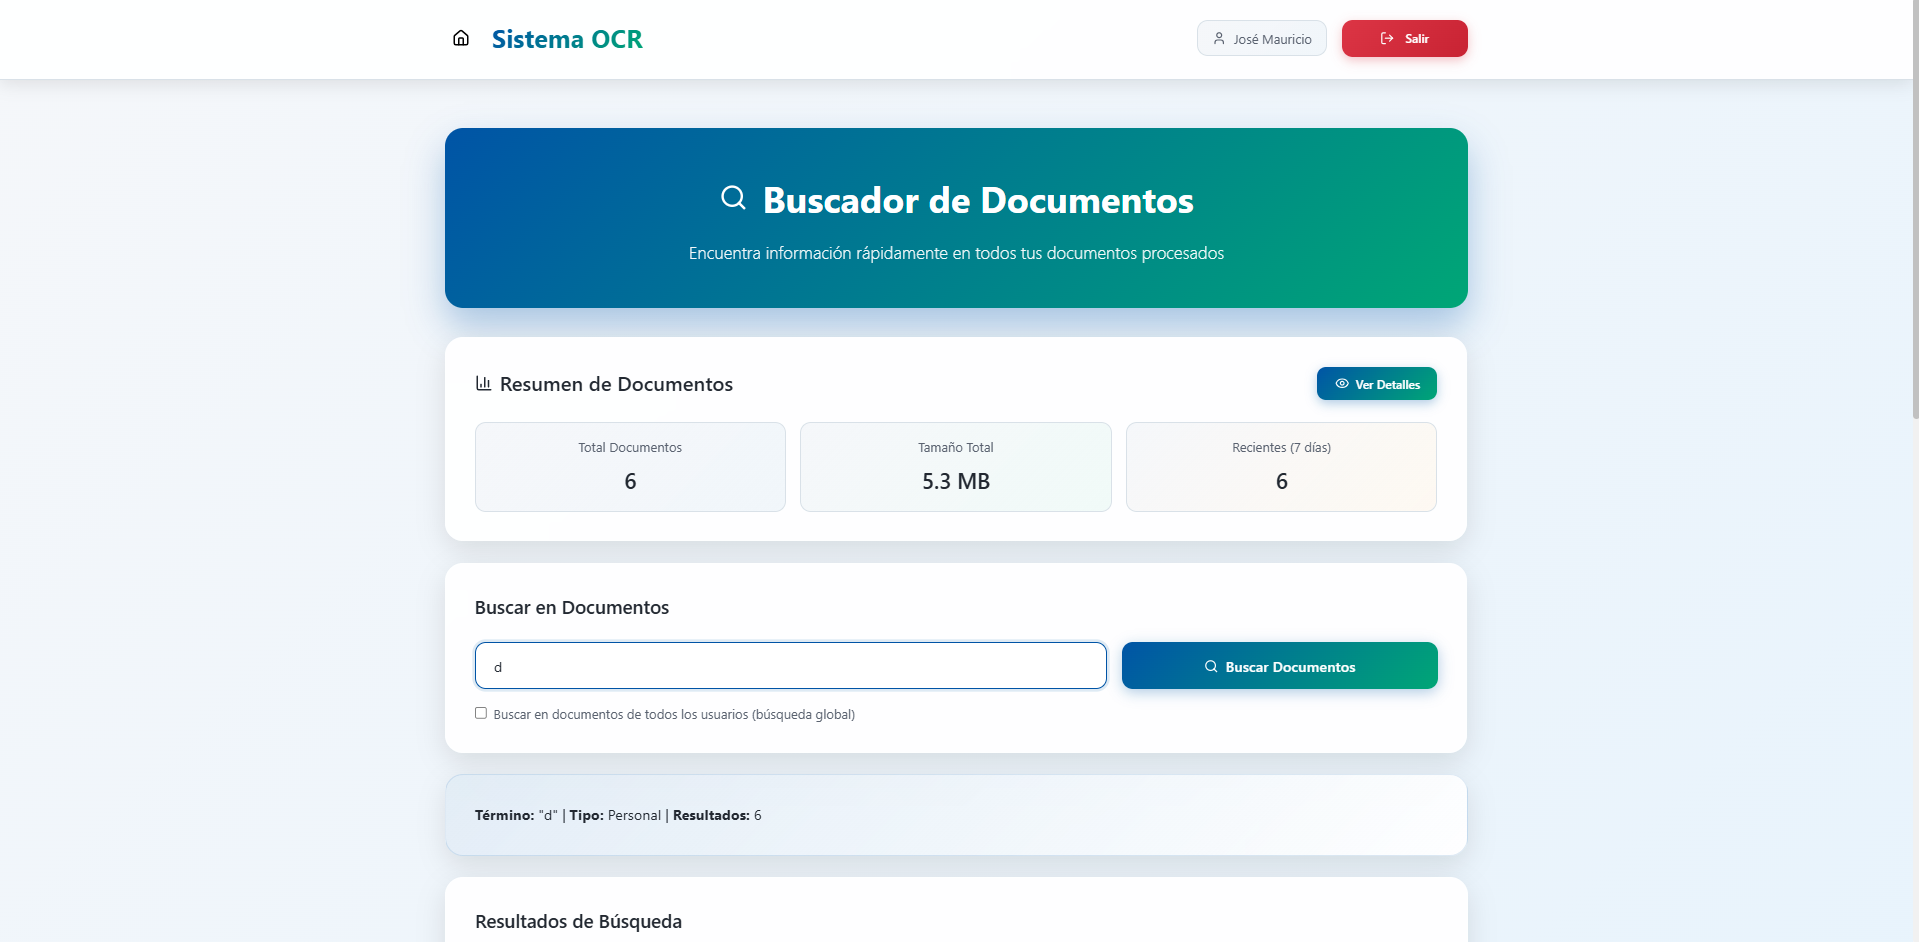 Sistema OCR
José Mauricio
Salir
Buscador de Documentos
Encuentra información rápidamente en todos tus documentos procesados
Resumen de Documentos
Ver Detalles
Total Documentos
6
Tamaño Total
5.3 MB
Recientes (7 días)
6
Buscar en Documentos
d
Buscar Documentos
Buscar en documentos de todos los usuarios (búsqueda global)
Término: "d" | Tipo: Personal | Resultados: 6
Resultados de Búsqueda